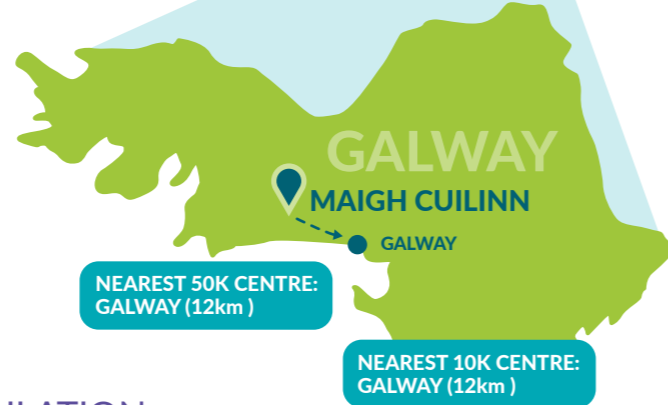 GALWAY
MAIGH CUILINN
GALWAY
NEAREST 50K CENTRE:
GALWAY (12km )
NEAREST 10K CENTRE:
GALWAY (12km )